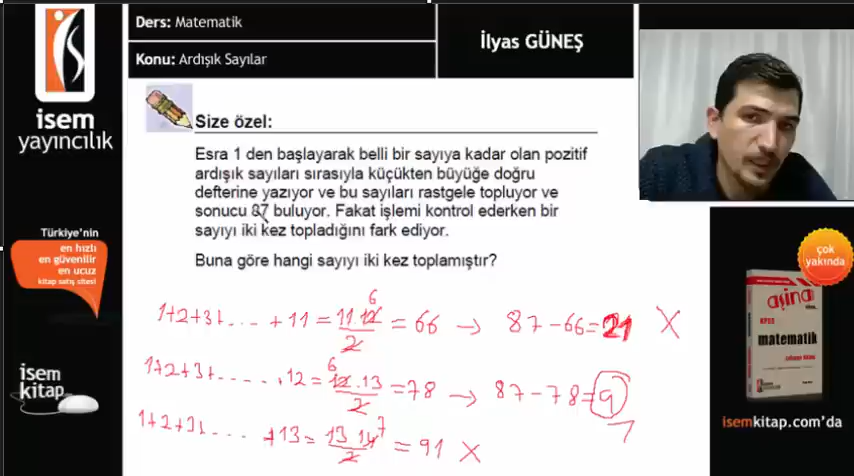 Ders: Matematik
İlyas GÜNEŞ
Konu: Ardışık Sayılar
isem
yayıncılık
Size özel:
Esra 1 den başlayarak belli bir sayıya kadar olan pozitif
ardışık sayıları sırasıyla küçükten büyüğe doğru
defterine yazıyor ve bu sayıları rastgele topluyor ve
sonucu 87 buluyor. Fakat işlemi kontrol ederken bir
sayıyı iki kez topladığını fark ediyor.
Buna göre hangi sayıyı iki kez toplamıştır?
Türkiye'nin
en hızlı
en güvenilir
en ucuz
kitap satış sitesi
isem
kitap
1+2+3+..... +11 = 11.12/2 6 = 66 → 87-66=21 X
1+2+3+......+12 = 6 12.13/2 = 78 → 87-78=9
1+2+3+..... +13 = 13.14/2 7 = 91 X
çok
yakında
aşina
KPSS
matematik
isemkitap.com'da